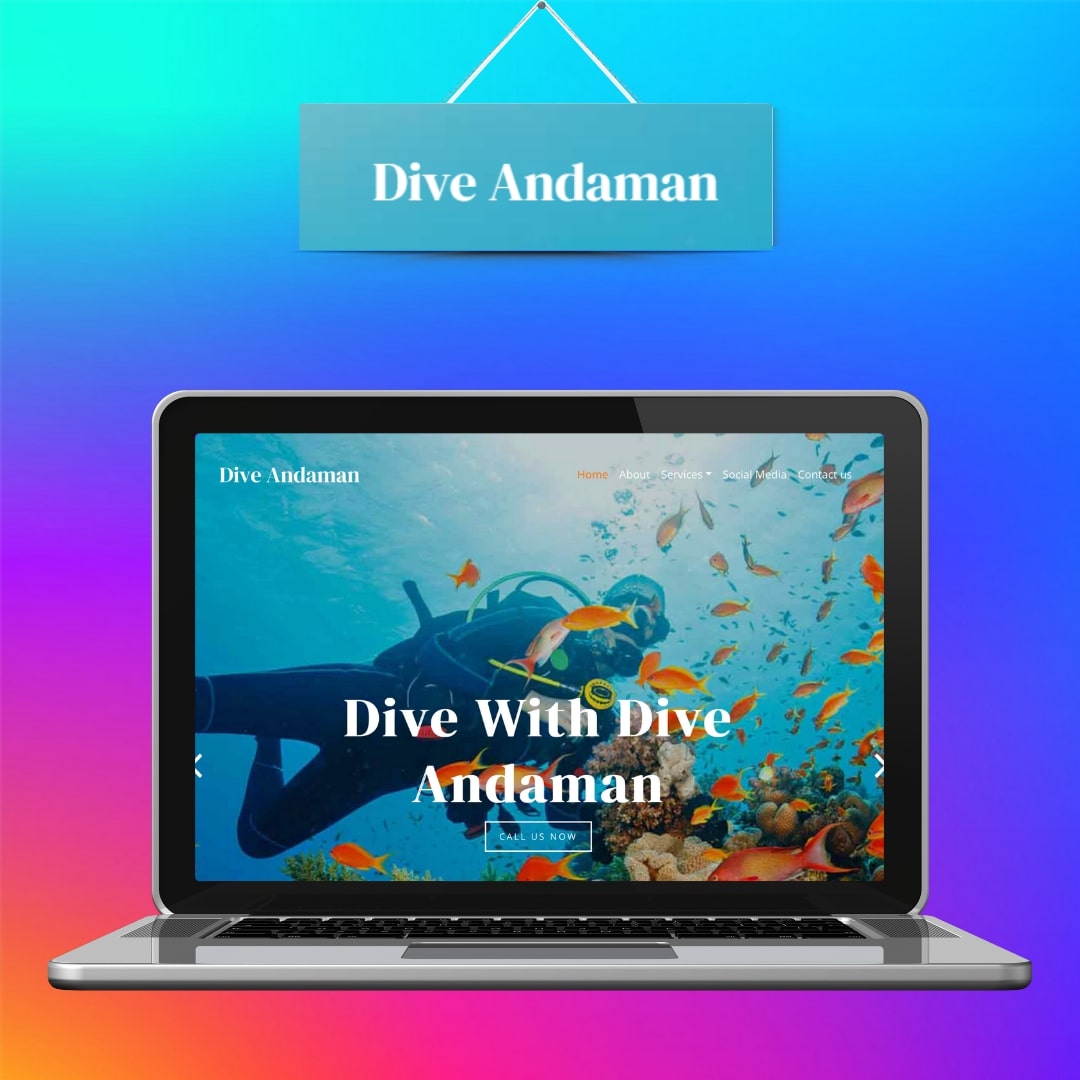 Dive Andaman
Dive Andaman
Home About Services Social Media Contact us
Dive With Dive
Andaman
CALL US NOW